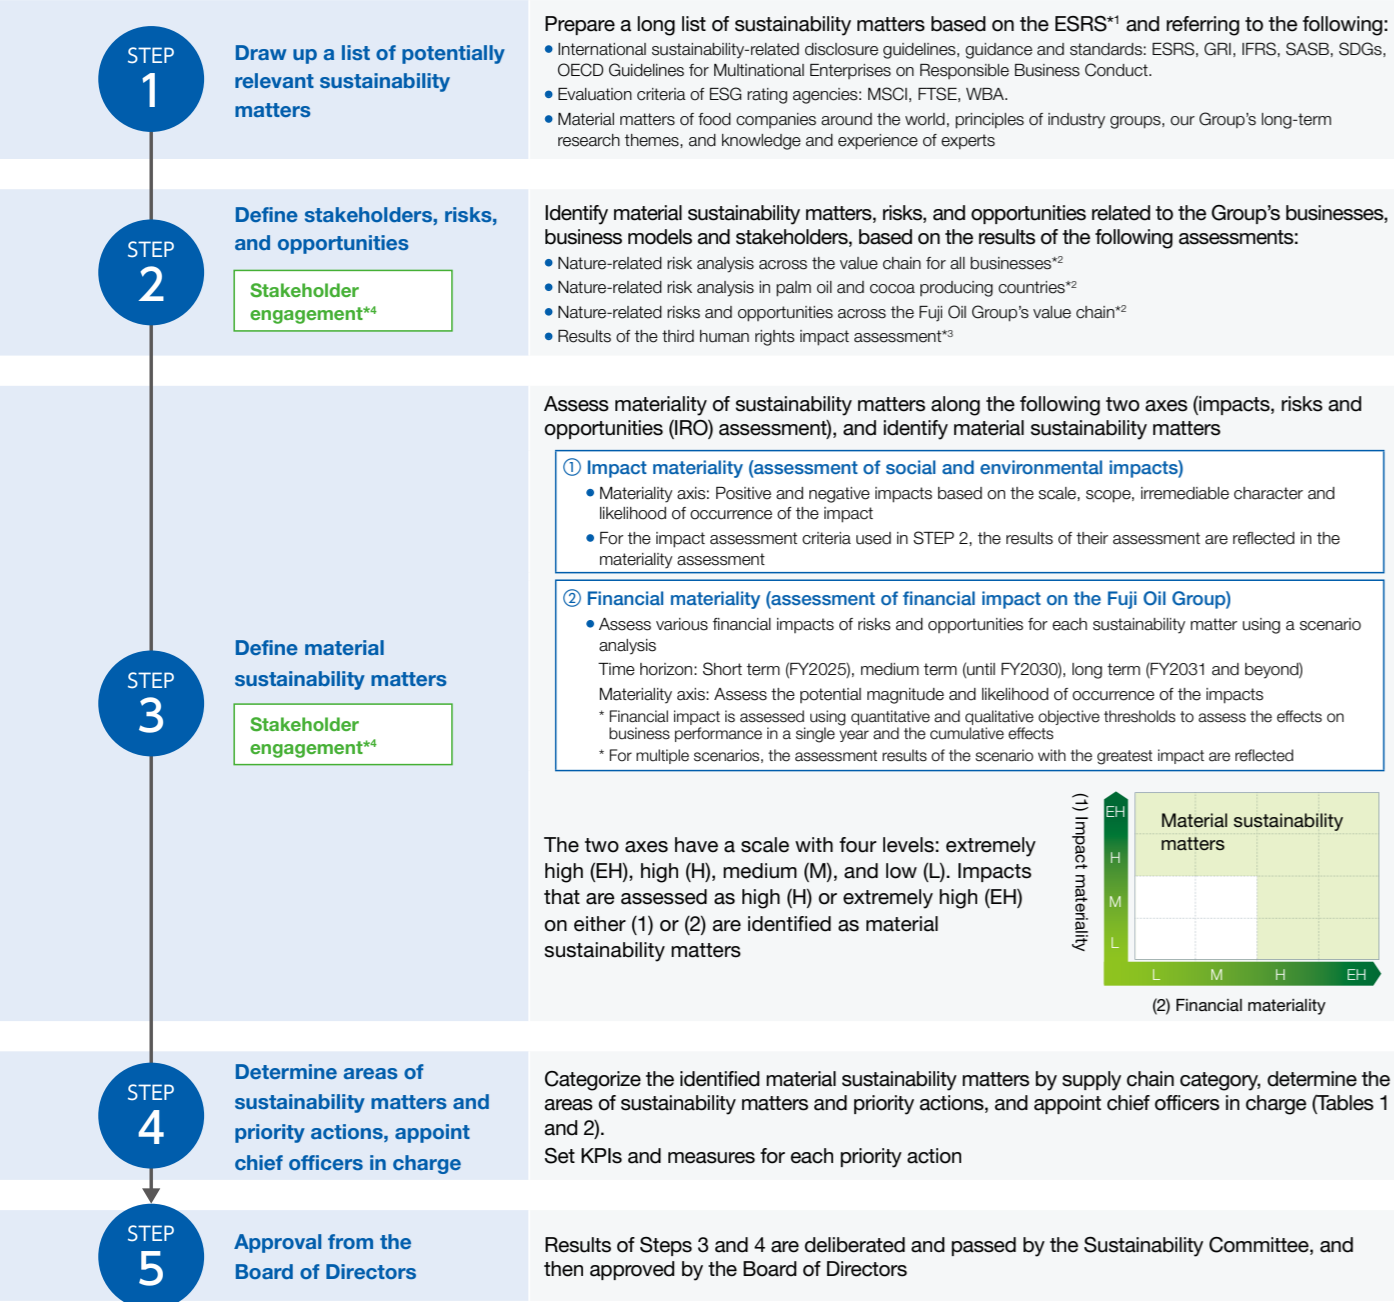 STEP
1
Draw up a list of potentially
relevant sustainability
matters
Prepare a long list of sustainability matters based on the ESRS*1 and referring to the following:
● International sustainability-related disclosure guidelines, guidance and standards: ESRS, GRI, IFRS, SASB, SDGs,
OECD Guidelines for Multinational Enterprises on Responsible Business Conduct.
● Evaluation criteria of ESG rating agencies: MSCI, FTSE, WBA.
● Material matters of food companies around the world, principles of industry groups, our Group's long-term
research themes, and knowledge and experience of experts
STEP
2
Define stakeholders, risks,
and opportunities
Stakeholder
engagement*4
Identify material sustainability matters, risks, and opportunities related to the Group's businesses,
business models and stakeholders, based on the results of the following assessments:
● Nature-related risk analysis across the value chain for all businesses*2
● Nature-related risk analysis in palm oil and cocoa producing countries*2
● Nature-related risks and opportunities across the Fuji Oil Group's value chain*2
● Results of the third human rights impact assessment*3
STEP
3
Define material
sustainability matters
Stakeholder
engagement*4
Assess materiality of sustainability matters along the following two axes (impacts, risks and
opportunities (IRO) assessment), and identify material sustainability matters
① Impact materiality (assessment of social and environmental impacts)
● Materiality axis: Positive and negative impacts based on the scale, scope, irremediable character and
likelihood of occurrence of the impact
● For the impact assessment criteria used in STEP 2, the results of their assessment are reflected in the
materiality assessment
② Financial materiality (assessment of financial impact on the Fuji Oil Group)
● Assess various financial impacts of risks and opportunities for each sustainability matter using a scenario
analysis
Time horizon: Short term (FY2025), medium term (until FY2030), long term (FY2031 and beyond)
Materiality axis: Assess the potential magnitude and likelihood of occurrence of the impacts
* Financial impact is assessed using quantitative and qualitative objective thresholds to assess the effects on
business performance in a single year and the cumulative effects
* For multiple scenarios, the assessment results of the scenario with the greatest impact are reflected
The two axes have a scale with four levels: extremely
high (EH), high (H), medium (M), and low (L). Impacts
that are assessed as high (H) or extremely high (EH)
on either (1) or (2) are identified as material
sustainability matters
(1) Impact materiality
EH
H
M
L
Material sustainability
matters
L M H EH
(2) Financial materiality
STEP
4
Determine areas of
sustainability matters and
priority actions, appoint
chief officers in charge
Categorize the identified material sustainability matters by supply chain category, determine the
areas of sustainability matters and priority actions, and appoint chief officers in charge (Tables 1
and 2).
Set KPIs and measures for each priority action
STEP
5
Approval from the
Board of Directors
Results of Steps 3 and 4 are deliberated and passed by the Sustainability Committee, and
then approved by the Board of Directors